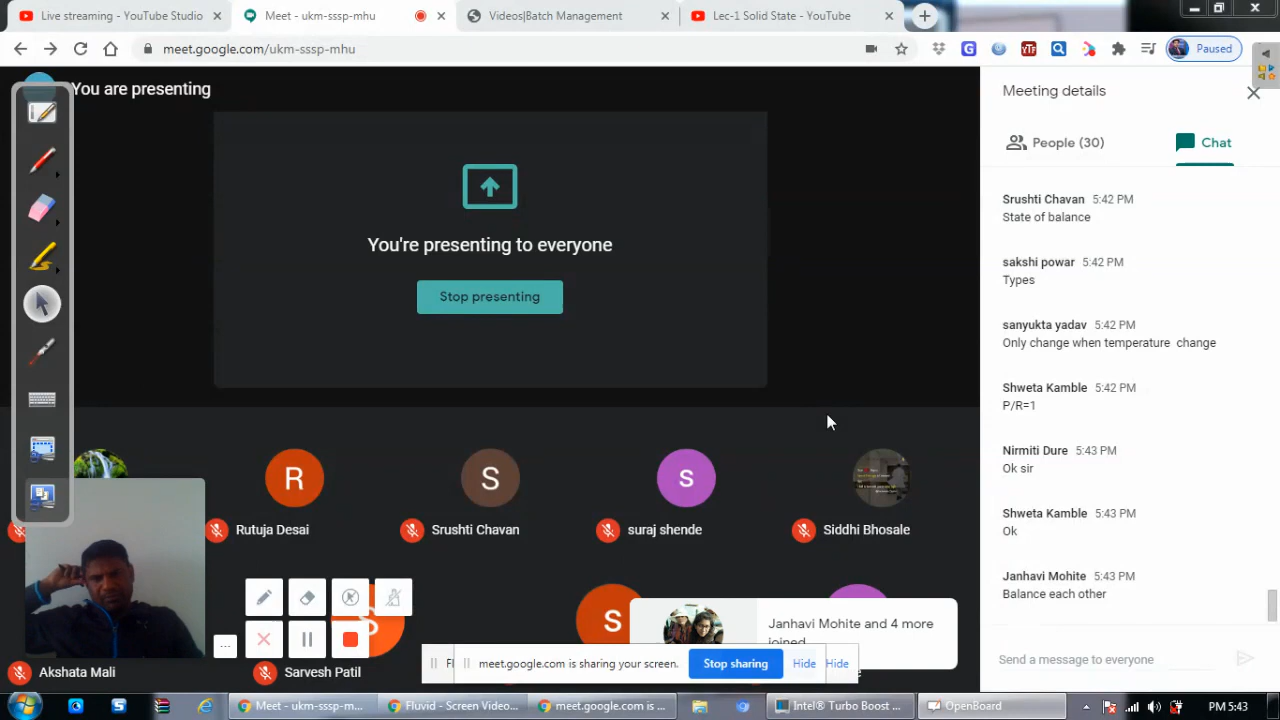 eaming - YouTube Studio
Meet - ukm-sssp-mhu
Videos|Batch Management
Lec-1 Solid State - YouTube
meet.google.com/ukm-sssp-mhu
Paused
You are presenting
You're presenting to everyone
Stop presenting
Meeting details
People (30)
Chat
Srushti Chavan 5:42 PM
State of balance
sakshi powar 5:42 PM
Types
sanyukta yadav 5:42 PM
Only change when temperature change
Shweta Kamble 5:42 PM
P/R=1
Nirmiti Dure 5:43 PM
Ok sir
Shweta Kamble 5:43 PM
Ok
Janhavi Mohite 5:43 PM
Balance each other
Send a message to everyone
R
S
s
Rutuja Desai
Srushti Chavan
suraj shende
Siddhi Bhosale
S
S
Akshata Mali
Sarvesh Patil
Janhavi Mohite and 4 more
joined
meet.google.com is sharing your screen.
Stop sharing
Hide
Hide
Meet - ukm-sssp-m...
Fluvid - Screen Video...
meet.google.com is ...
Intel® Turbo Boost ...
OpenBoard
PM 5:43